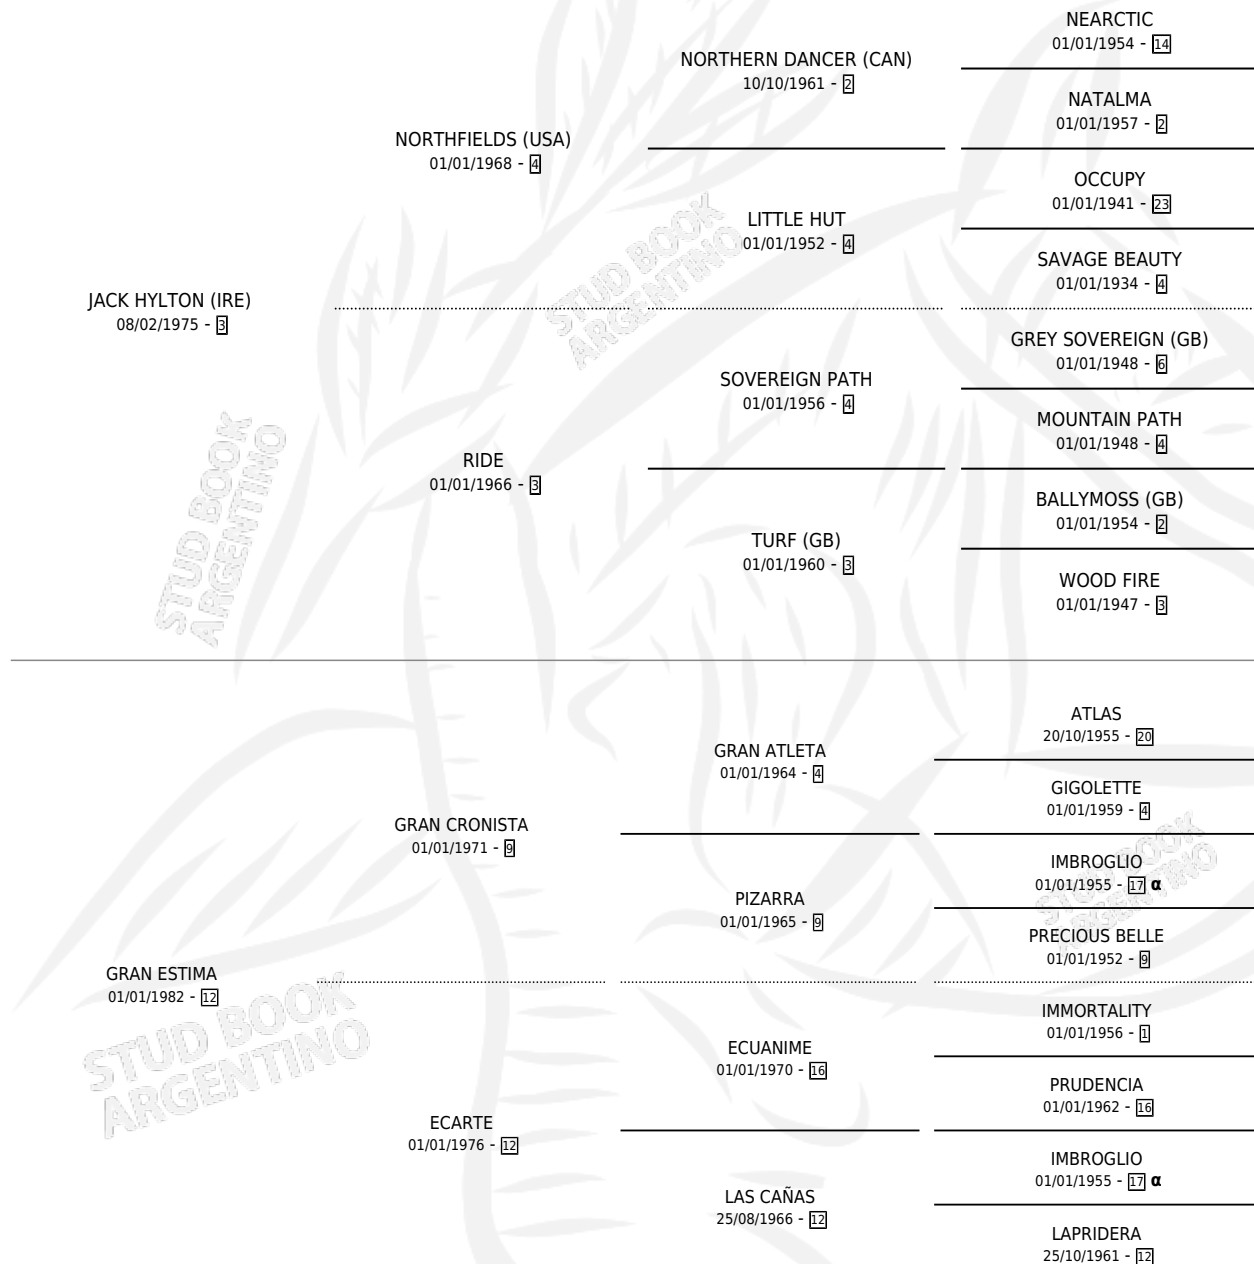 NEARCTIC
01/01/1954 - 14
NORTHERN DANCER (CAN)
10/10/1961 - 2
NATALMA
01/01/1957 - 2
NORTHFIELDS (USA)
01/01/1968 - 4
OCCUPY
01/01/1941 - 23
LITTLE HUT
01/01/1952 - 4
SAVAGE BEAUTY
01/01/1934 - 4
JACK HYLTON (IRE)
08/02/1975 - 3
GREY SOVEREIGN (GB)
01/01/1948 - 6
SOVEREIGN PATH
01/01/1956 - 4
MOUNTAIN PATH
01/01/1948 - 4
RIDE
01/01/1966 - 3
BALLYMOSS (GB)
01/01/1954 - 2
TURF (GB)
01/01/1960 - 3
WOOD FIRE
01/01/1947 - 3
ATLAS
20/10/1955 - 20
GRAN ATLETA
01/01/1964 - 4
GIGOLETTE
01/01/1959 - 4
GRAN CRONISTA
01/01/1971 - 9
IMBROGLIO
01/01/1955 - 17 α
PIZARRA
01/01/1965 - 9
PRECIOUS BELLE
01/01/1952 - 9
GRAN ESTIMA
01/01/1982 - 12
IMMORTALITY
01/01/1956 - 1
ECUANIME
01/01/1970 - 16
PRUDENCIA
01/01/1962 - 16
ECARTE
01/01/1976 - 12
IMBROGLIO
01/01/1955 - 17 α
LAS CAÑAS
25/08/1966 - 12
LAPRIDERA
25/10/1961 - 12
STUD BOOK
ARGENTINO
STUD BOOK
ARGENTINO
STUD BOOK
ARGENTINO
STUD BOOK
ARGENTINO